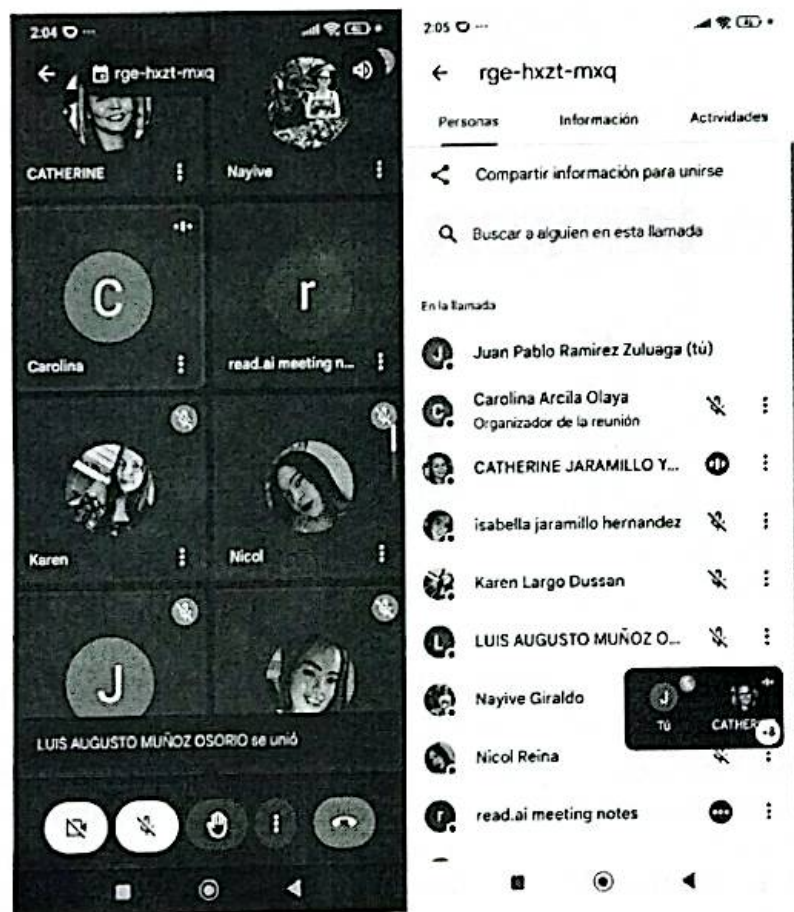 2:04
rge-hxzt-mxq
CATHERINE
Nayive
C
r
Carolina
read.ai meeting n...
Karen
Nicol
J
LUIS AUGUSTO MUÑOZ OSORIO se unió
2:05
rge-hxzt-mxq
Personas Información Actividades
Compartir información para unirse
Buscar a alguien en esta llamada
En la llamada
J Juan Pablo Ramirez Zuluaga (tú)
C Carolina Arcila Olaya
Organizador de la reunión
CATHERINE JARAMILLO Y...
isabella jaramillo hernandez
Karen Largo Dussan
L LUIS AUGUSTO MUÑOZ O...
Nayive Giraldo
J
Tú CATHER
Nicol Reina
r read.ai meeting notes